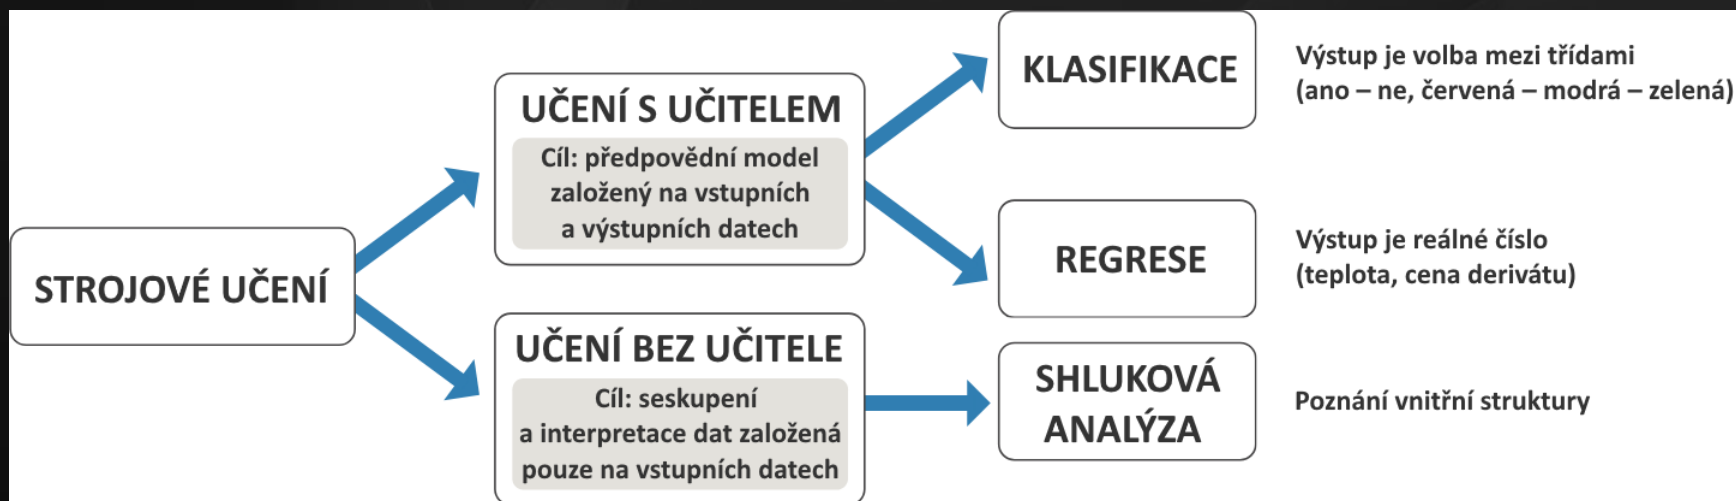 STROJOVÉ UČENÍ
UČENÍ S UČITELEM
Cíl: předpovědní model
založený na vstupních
a výstupních datech
UČENÍ BEZ UČITELE
Cíl: seskupení
a interpretace dat založená
pouze na vstupních datech
KLASIFIKACE
Výstup je volba mezi třídami
(ano – ne, červená – modrá – zelená)
REGRESE
Výstup je reálné číslo
(teplota, cena derivátu)
SHLUKOVÁ
ANALÝZA
Poznání vnitřní struktury